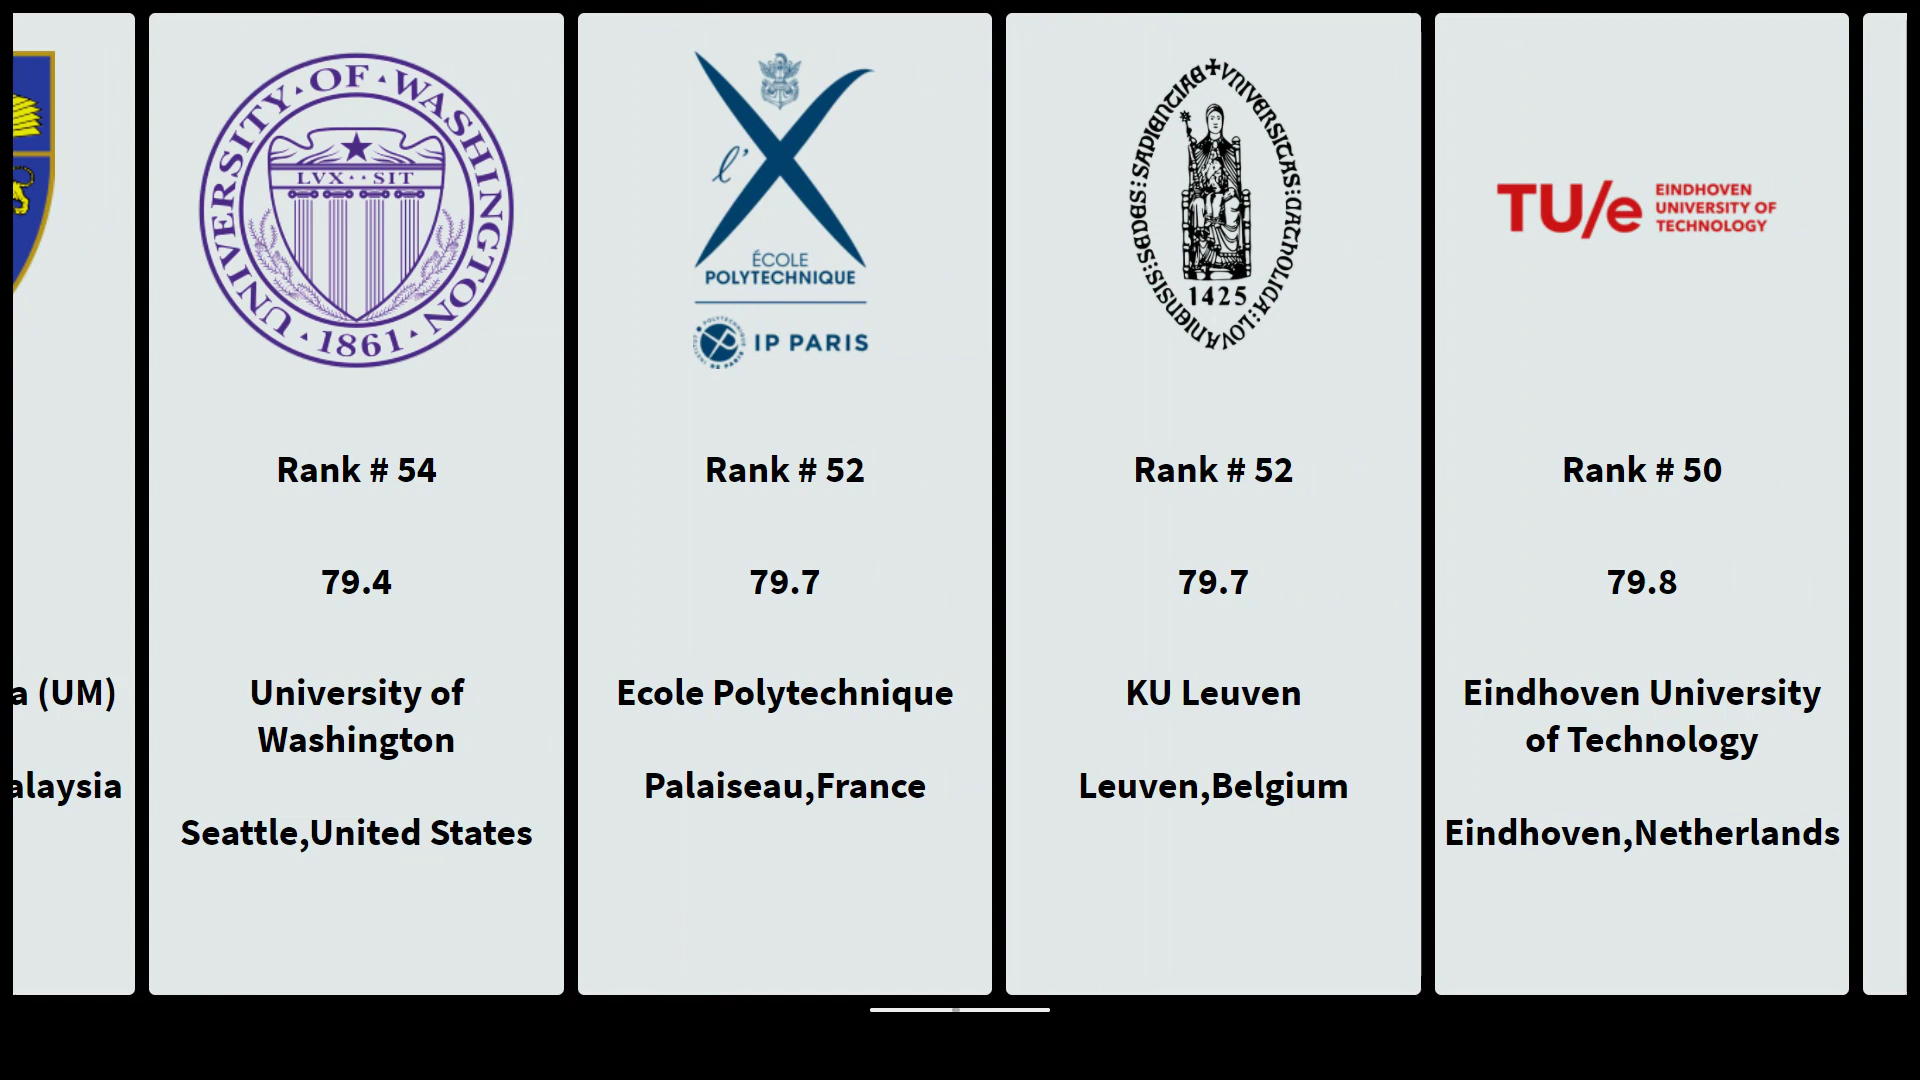 a (UM)
alaysia
UNIVERSITY · OF · WASHINGTON · 1861
LVX · · SIT
Rank # 54
79.4
University of
Washington
Seattle,United States
l'X
ÉCOLE
POLYTECHNIQUE
IP PARIS
Rank # 52
79.7
Ecole Polytechnique
Palaiseau,France
1425
Rank # 52
79.7
KU Leuven
Leuven,Belgium
TU/e
EINDHOVEN
UNIVERSITY OF
TECHNOLOGY
Rank # 50
79.8
Eindhoven University
of Technology
Eindhoven,Netherlands